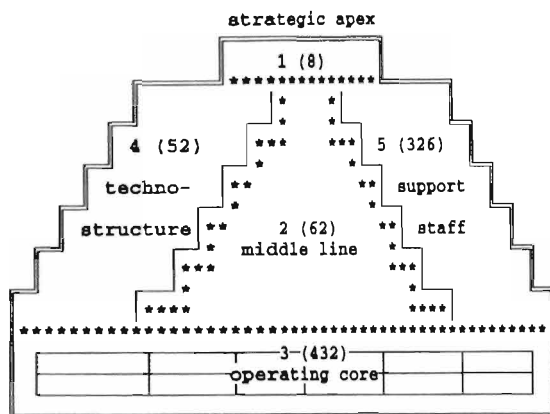 strategic apex
1 (8)
4 (52)
5 (326)
techno-
support
structure
2 (62)
staff
middle line
3 (432)
operating core